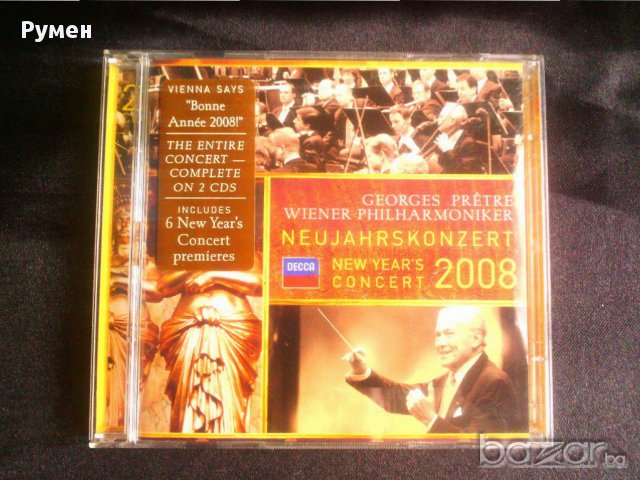 Румен
VIENNA SAYS
"Bonne
Année 2008!"
THE ENTIRE
CONCERT —
COMPLETE
ON 2 CDS
INCLUDES
6 New Year's
Concert
premieres
GEORGES PRÊTRE
WIENER PHILHARMONIKER
NEUJAHRSKONZERT
DECCA
NEW YEAR'S
CONCERT 2008
bazar.bg